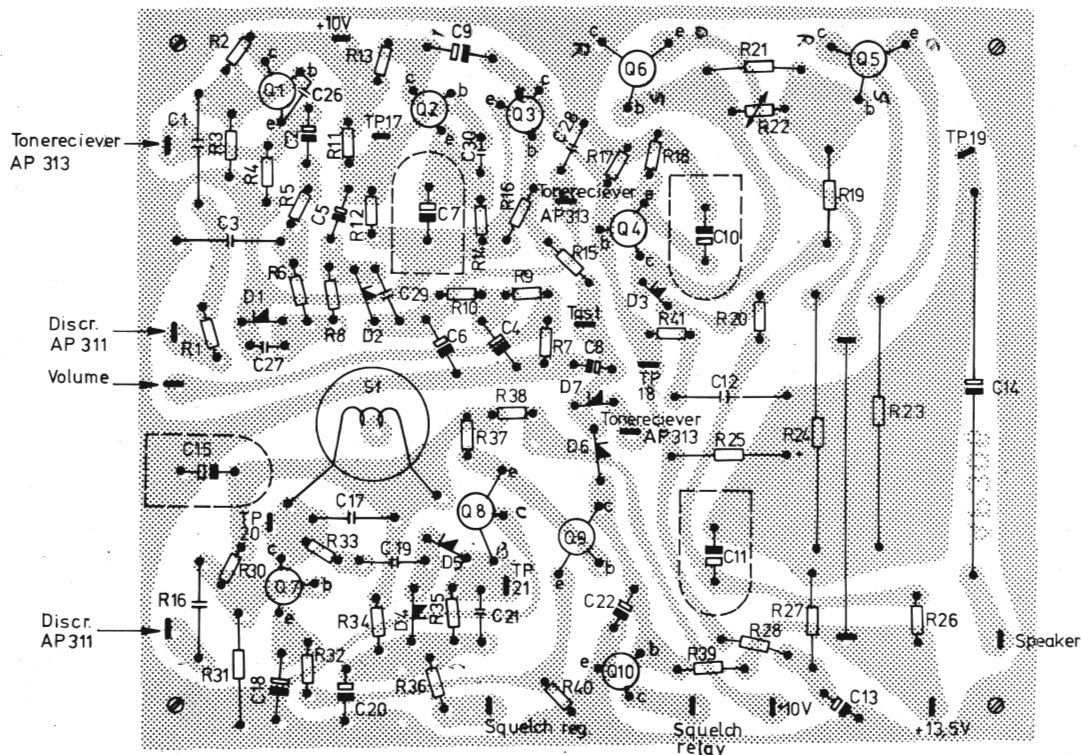 +10V
C9
R2
R13
c
e
Q6
b
R21
c
e
Q5
b
R22
c
b
Q1
e
C26
c
Q2
b
e
c
e
Q3
b
C1
R3
R4
C2
R11
TP17
C30
C28
R17
R18
TP19
Tonereciever
AP 313
R5
C5
R12
C7
R14
R16
Tonereciever
AP313
e
Q4
b
c
C10
R19
C3
R15
R6
D1
R8
D2
C29
R10
R9
D3
R20
Discr.
AP 311
R1
C27
C6
C4
R7
Tast
C8
R41
TP
18
Volume
S1
R38
D7
C12
C14
R37
D6
Tonereciever
AP313
R25
R24
R23
C15
C17
e
Q8
c
Q9
c
b
e
C11
TP
20
R33
C19
D5
TP
21
R30
c
Q7
b
e
R16
R34
D4
R35
C21
C22
R27
R26
Discr.
AP311
R28
Speaker
R31
C18
R32
C20
R36
R40
e
Q10
b
c
R39
C13
Squelch reg.
Squelch
relay
+10V
+13,5V